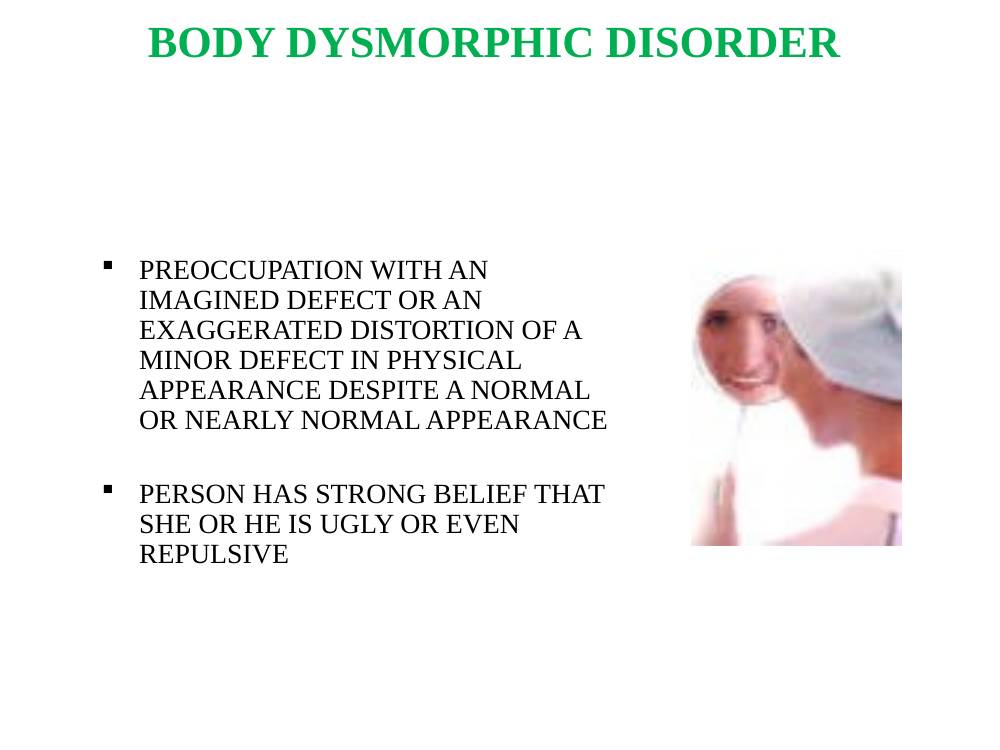 BODY DYSMORPHIC DISORDER
▪ PREOCCUPATION WITH AN
IMAGINED DEFECT OR AN
EXAGGERATED DISTORTION OF A
MINOR DEFECT IN PHYSICAL
APPEARANCE DESPITE A NORMAL
OR NEARLY NORMAL APPEARANCE
▪ PERSON HAS STRONG BELIEF THAT
SHE OR HE IS UGLY OR EVEN
REPULSIVE